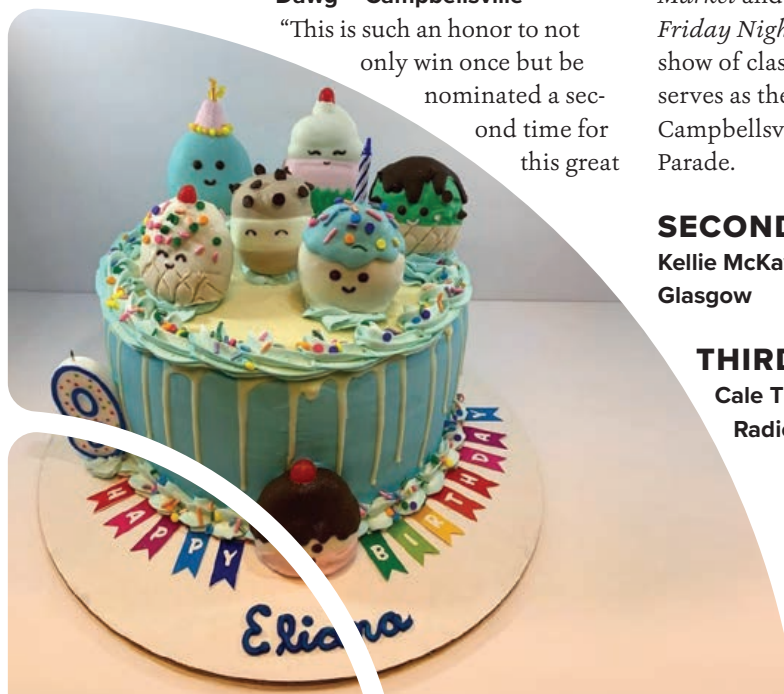 Dawg – Campbellsville
“This is such an honor to not
only win once but be
nominated a sec-
ond time for
this great
Market and
Friday Nigh
show of clas
serves as the
Campbellsv
Parade.
SECOND
Kellie McKa
Glasgow
THIRD
Cale T
Radio
HAPPY BIRTHDAY
Eliana